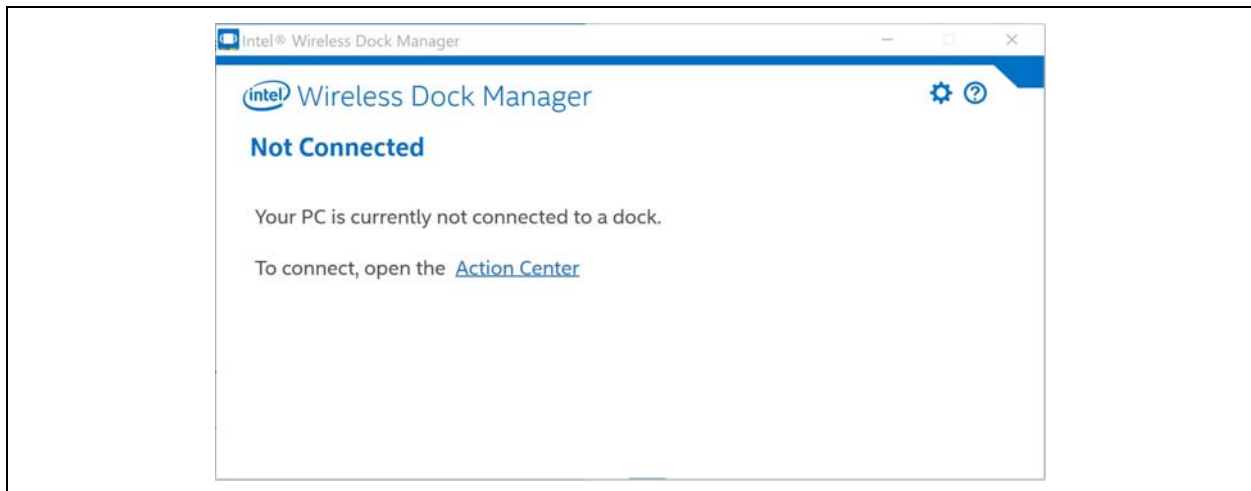 Intel® Wireless Dock Manager
intel Wireless Dock Manager
Not Connected
Your PC is currently not connected to a dock.
To connect, open the Action Center